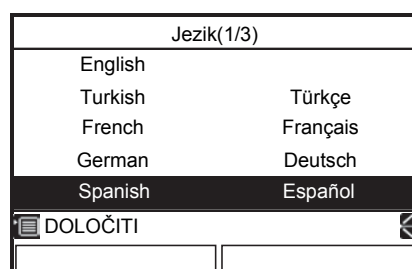 Jezik(1/3)
English
Turkish Türkçe
French Français
German Deutsch
Spanish Español
DOLOČITI